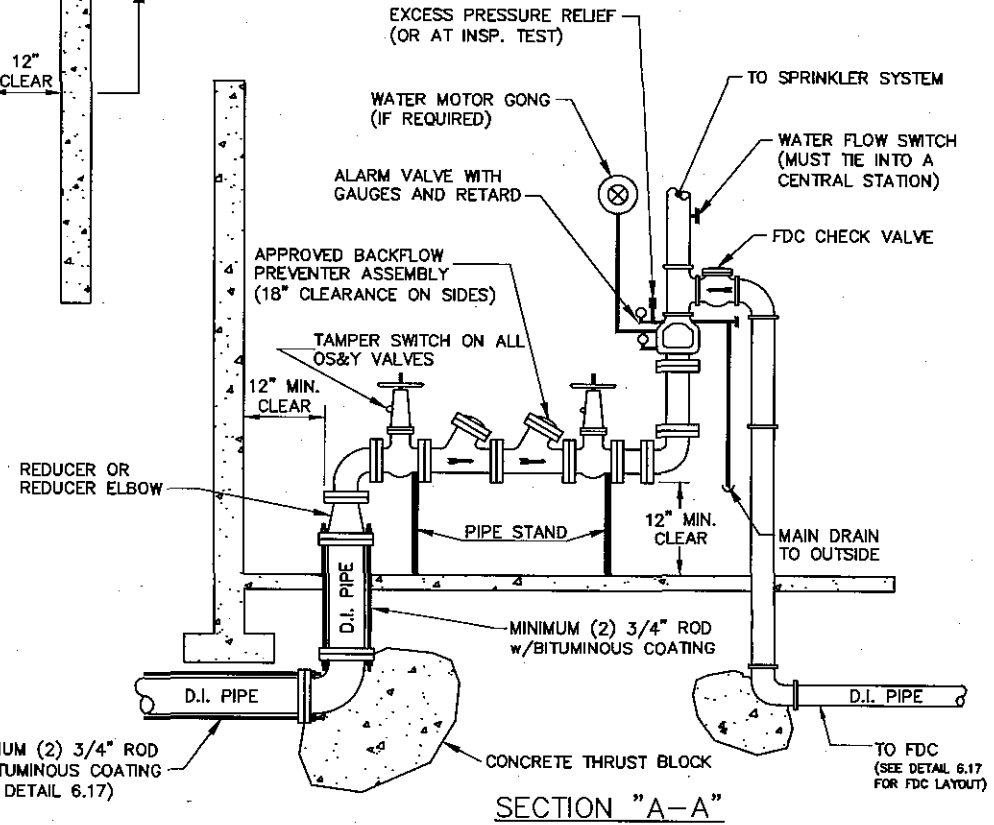 12"
CLEAR
EXCESS PRESSURE RELIEF
(OR AT INSP. TEST)
TO SPRINKLER SYSTEM
WATER MOTOR GONG
(IF REQUIRED)
WATER FLOW SWITCH
(MUST TIE INTO A
CENTRAL STATION)
ALARM VALVE WITH
GAUGES AND RETARD
FDC CHECK VALVE
APPROVED BACKFLOW
PREVENTER ASSEMBLY
(18" CLEARANCE ON SIDES)
TAMPER SWITCH ON ALL
OS&Y VALVES
12" MIN.
CLEAR
REDUCER OR
REDUCER ELBOW
PIPE STAND
12" MIN.
CLEAR
MAIN DRAIN
TO OUTSIDE
D.I. PIPE
MINIMUM (2) 3/4" ROD
w/BITUMINOUS COATING
D.I. PIPE
D.I. PIPE
UM (2) 3/4" ROD
TUMINOUS COATING
DETAIL 6.17)
CONCRETE THRUST BLOCK
TO FDC
(SEE DETAIL 6.17
FOR FDC LAYOUT)
SECTION "A-A"